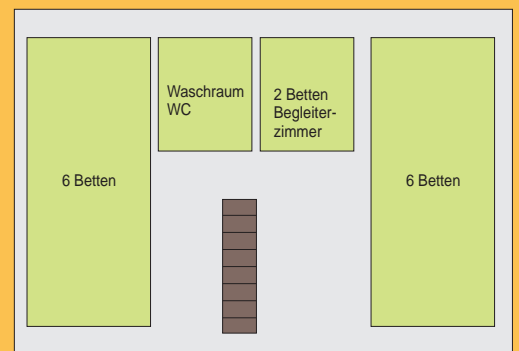 6 Betten
Waschraum
WC
2 Betten
Begleiter-
zimmer
6 Betten